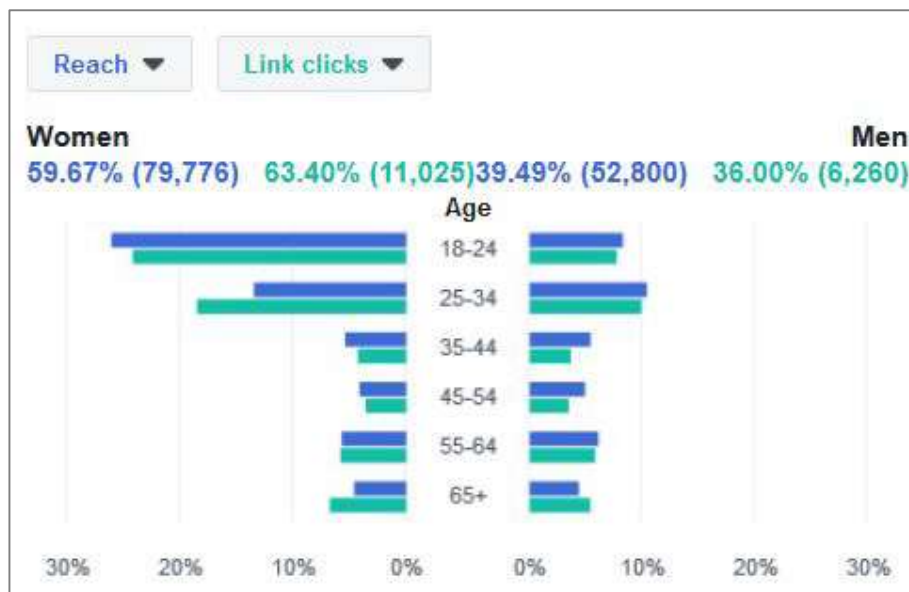 Reach Link clicks
Women Men
59.67% (79,776) 63.40% (11,025) 39.49% (52,800) 36.00% (6,260)
Age
18-24
25-34
35-44
45-54
55-64
65+
30% 20% 10% 0% 0% 10% 20% 30%